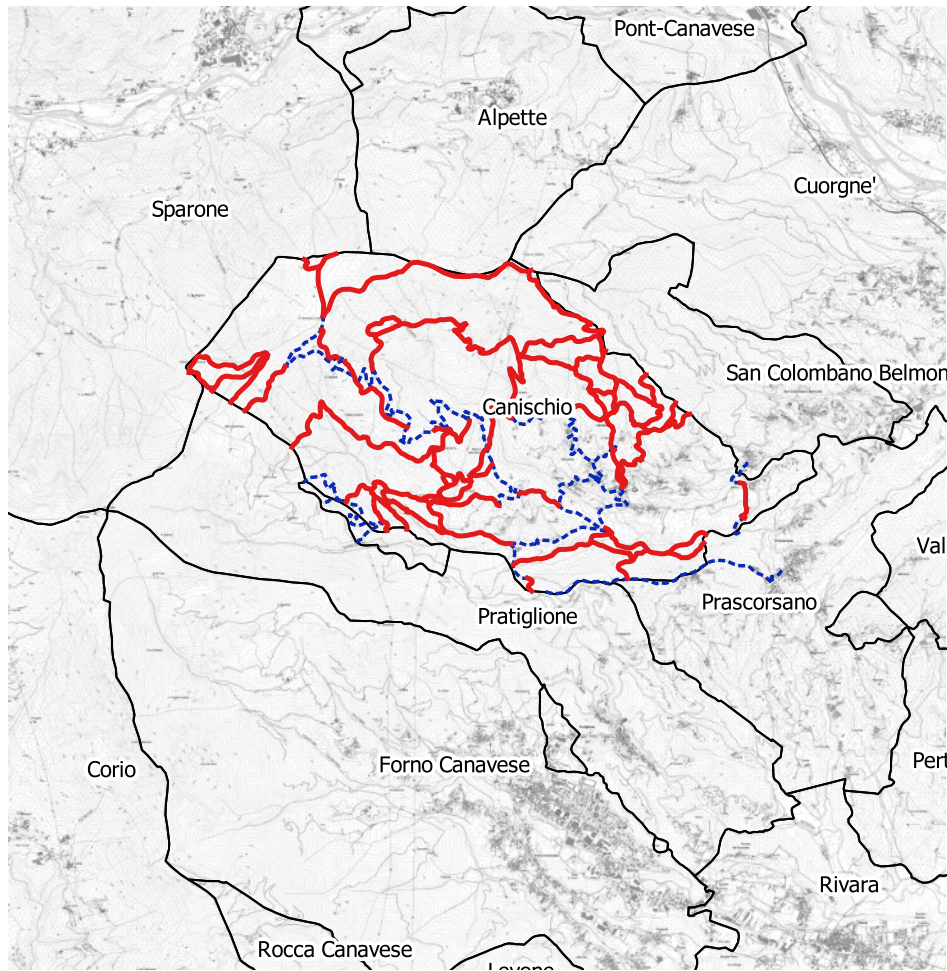 Pont-Canavese
Alpette
Cuorgne'
Sparone
San Colombano Belmon
Canischio
Val
Prascorsano
Pratiglione
Forno Canavese
Pert
Corio
Rivara
Rocca Canavese
Levone